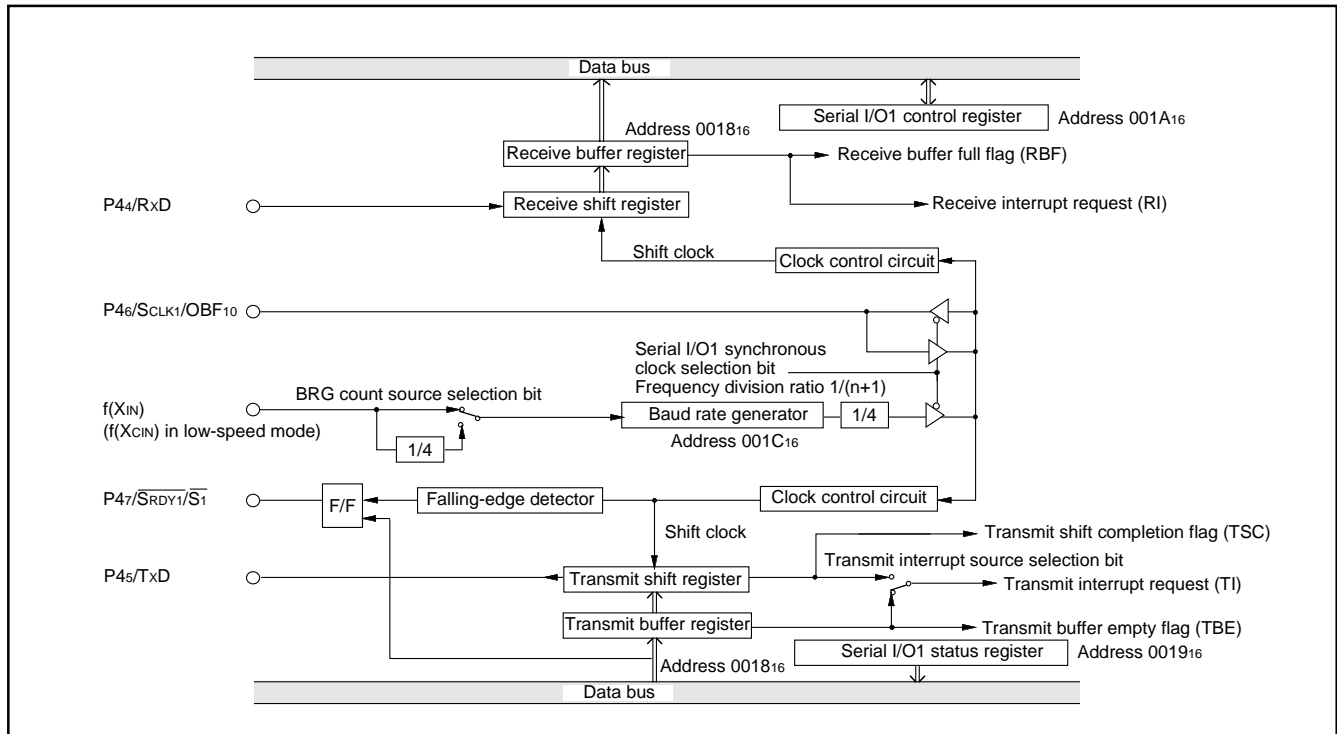 Data bus
Serial I/O1 control register
Address 001A16
Address 001816
Receive buffer register
Receive buffer full flag (RBF)
P44/RXD
Receive shift register
Receive interrupt request (RI)
Shift clock
Clock control circuit
P46/SCLK1/OBF10
Serial I/O1 synchronous
clock selection bit
Frequency division ratio 1/(n+1)
BRG count source selection bit
f(XIN)
(f(XCIN) in low-speed mode)
Baud rate generator
1/4
Address 001C16
1/4
P47/SRDY1/S1
F/F
Falling-edge detector
Clock control circuit
Shift clock
Transmit shift completion flag (TSC)
Transmit interrupt source selection bit
P45/TXD
Transmit shift register
Transmit interrupt request (TI)
Transmit buffer register
Transmit buffer empty flag (TBE)
Address 001816
Serial I/O1 status register
Address 001916
Data bus